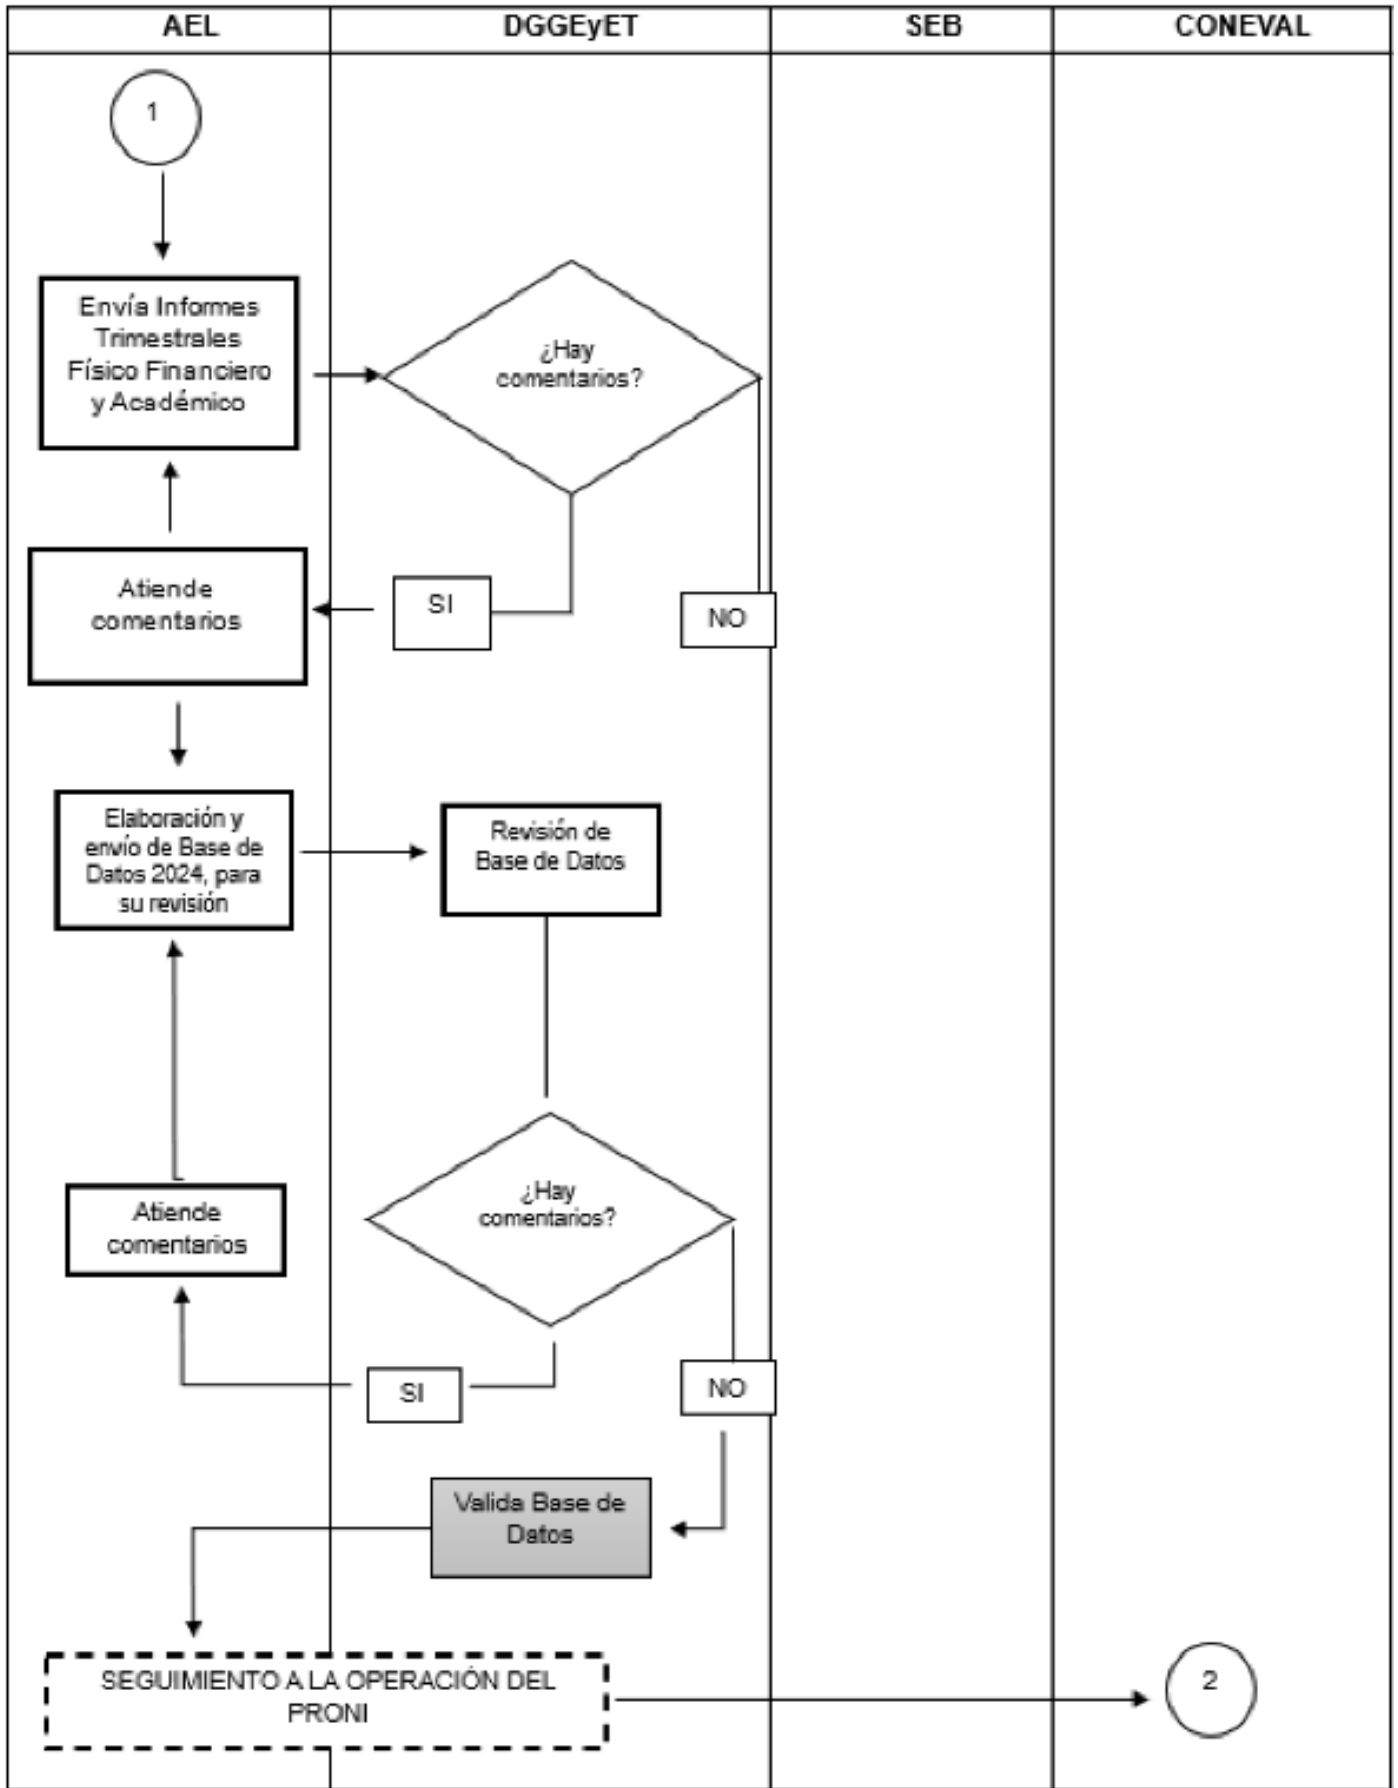 AEL
DGGEyET
SEB
CONEVAL
1
Envía Informes
Trimestrales
Físico Financiero
y Académico
¿Hay
comentarios?
Atiende
comentarios
SI
NO
Elaboración y
envío de Base de
Datos 2024, para
su revisión
Revisión de
Base de Datos
¿Hay
comentarios?
Atiende
comentarios
SI
NO
Valida Base de
Datos
SEGUIMIENTO A LA OPERACIÓN DEL
PRONI
2